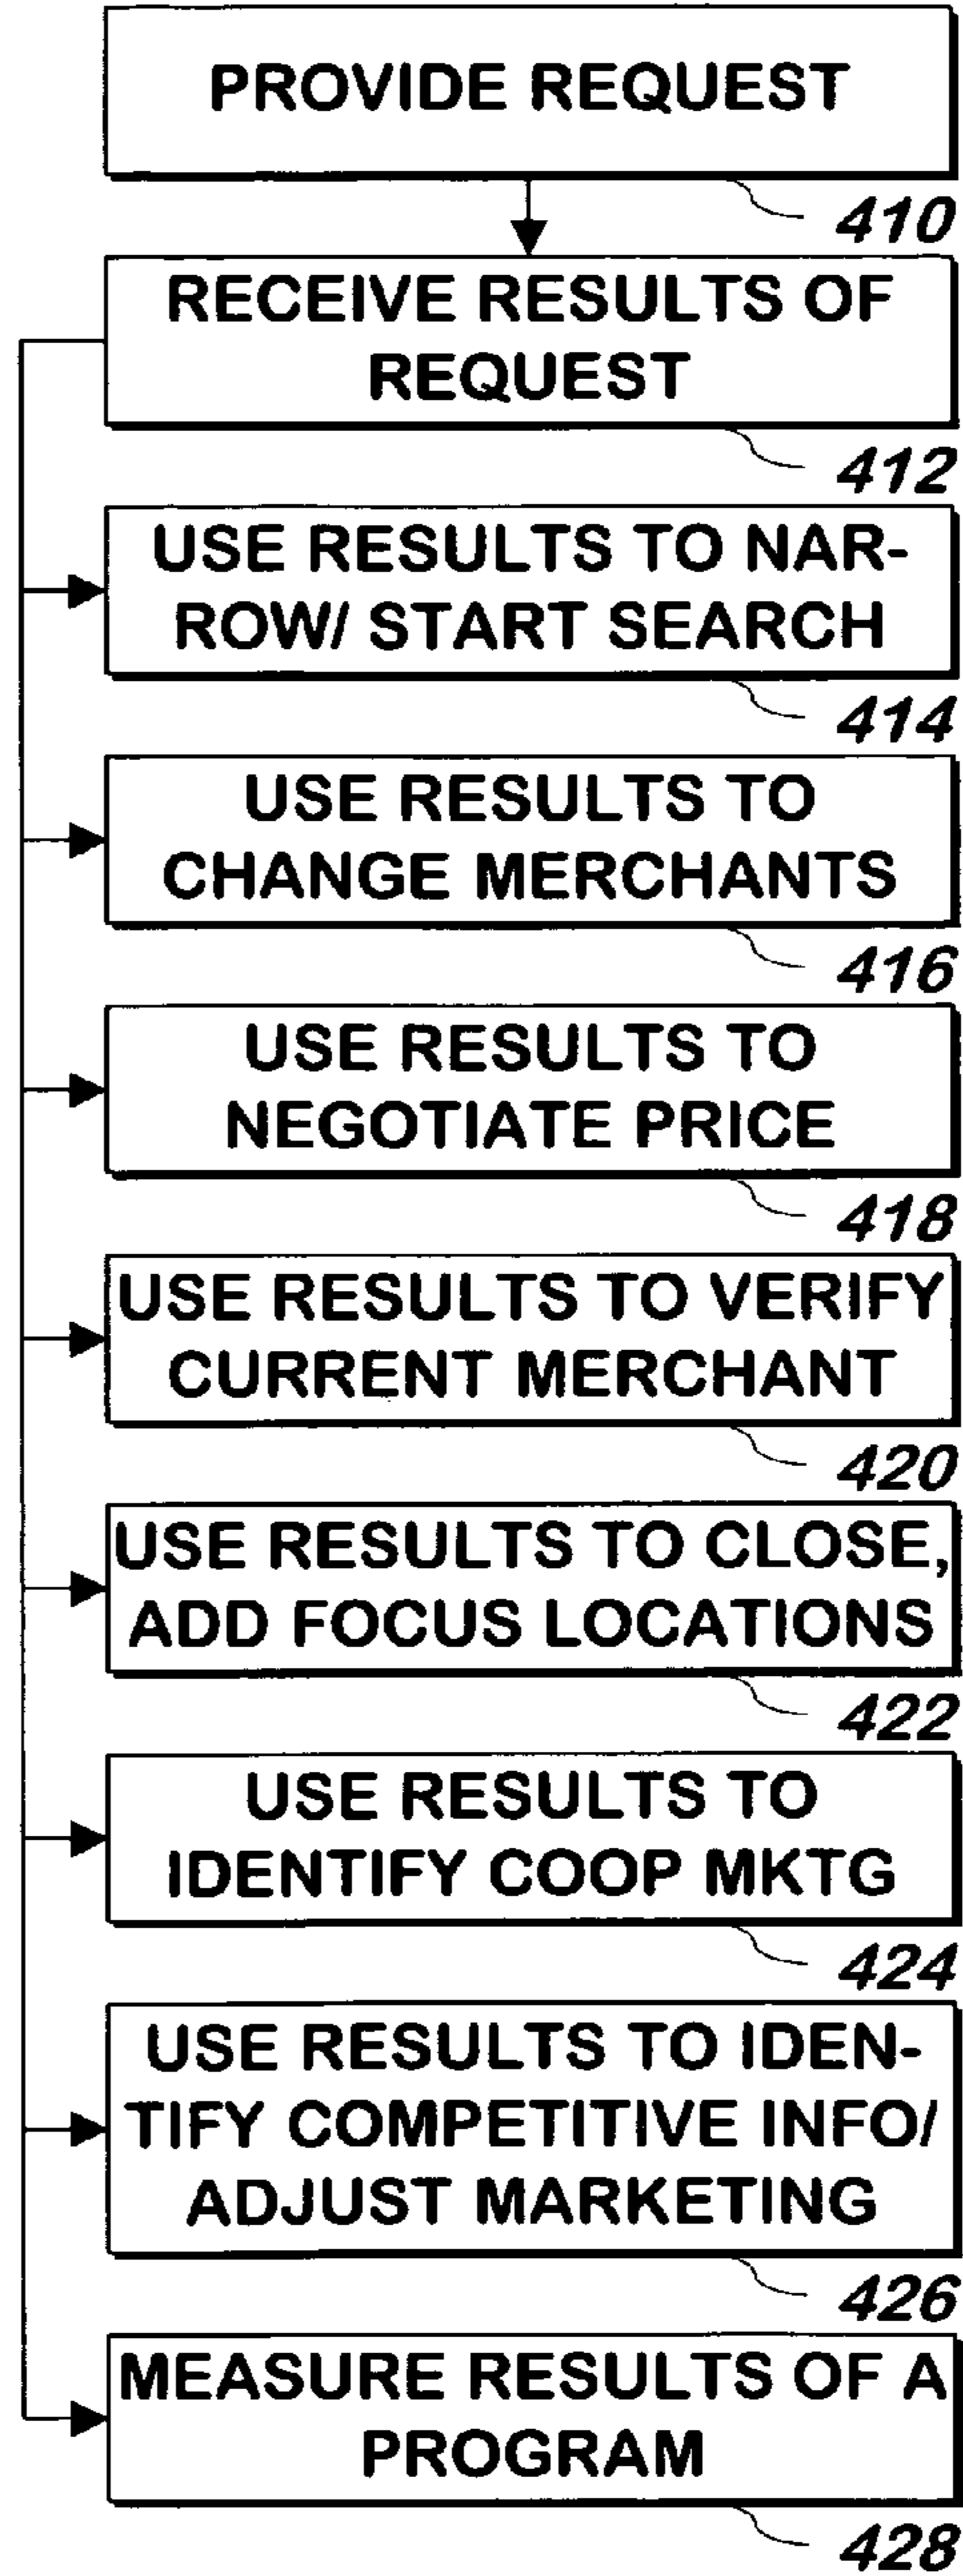 PROVIDE REQUEST
410
RECEIVE RESULTS OF
REQUEST
412
USE RESULTS TO NAR-
ROW/ START SEARCH
414
USE RESULTS TO
CHANGE MERCHANTS
416
USE RESULTS TO
NEGOTIATE PRICE
418
USE RESULTS TO VERIFY
CURRENT MERCHANT
420
USE RESULTS TO CLOSE,
ADD FOCUS LOCATIONS
422
USE RESULTS TO
IDENTIFY COOP MKTG
424
USE RESULTS TO IDEN-
TIFY COMPETITIVE INFO/
ADJUST MARKETING
426
MEASURE RESULTS OF A
PROGRAM
428